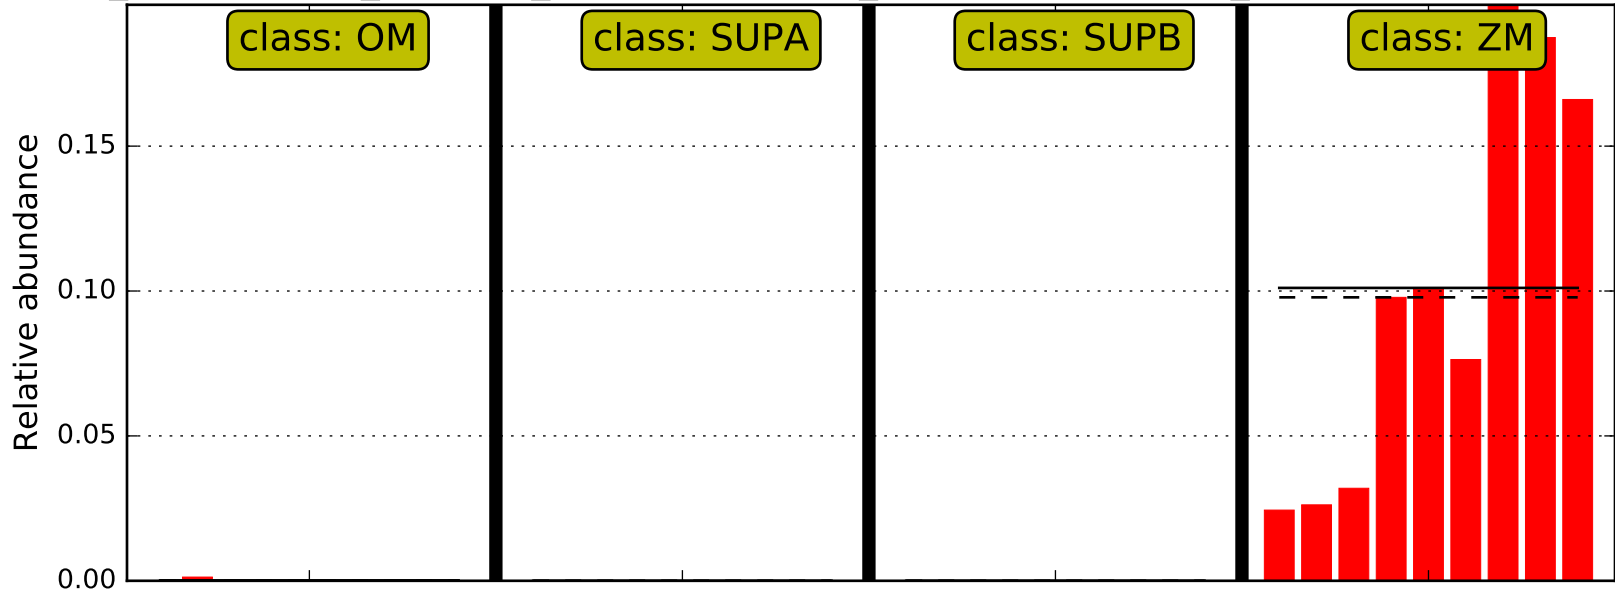 class: OM
class: SUPA
class: SUPB
class: ZM
Relative abundance
0.15
0.10
0.05
0.00